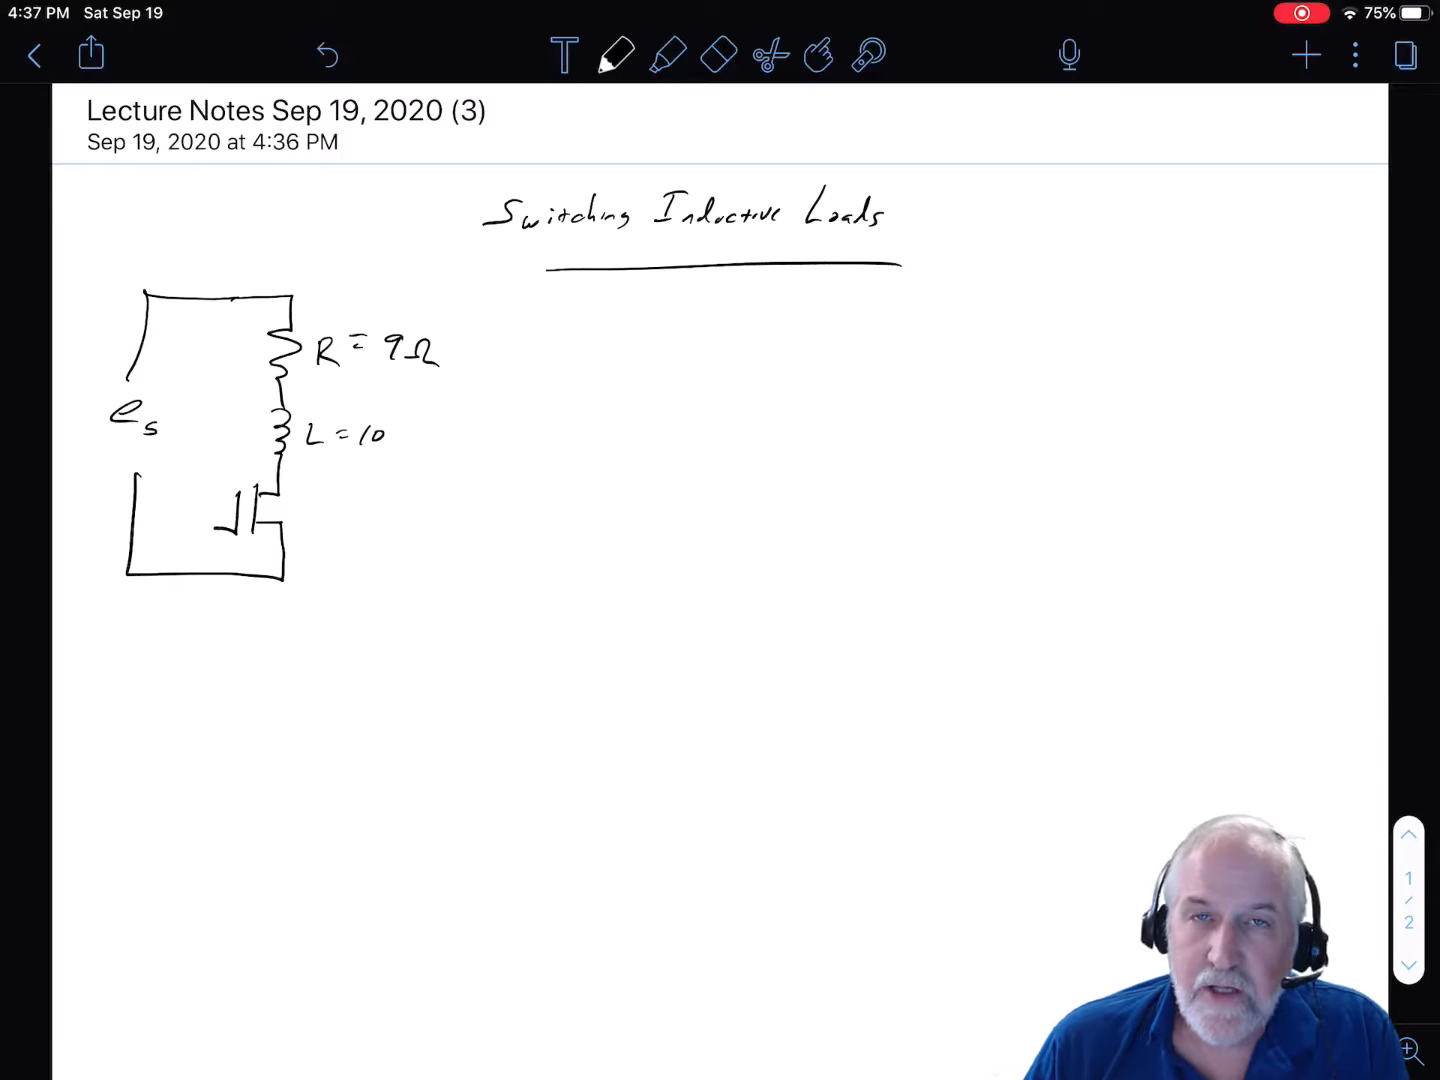 4:37 PM Sat Sep 19
75%
T
Lecture Notes Sep 19, 2020 (3)
Sep 19, 2020 at 4:36 PM
Switching Inductive Loads
R = 9Ω
es
L = 10
1
/
2